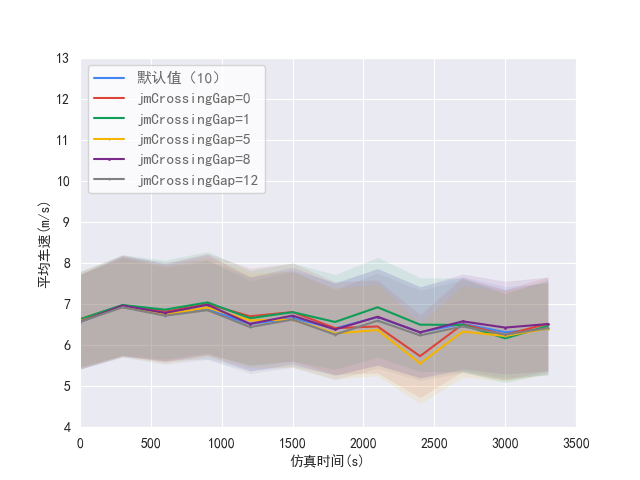 13
12
11
10
9
8
7
6
5
4
平均车速(m/s)
默认值（10）
jmCrossingGap=0
jmCrossingGap=1
jmCrossingGap=5
jmCrossingGap=8
jmCrossingGap=12
0 500 1000 1500 2000 2500 3000 3500
仿真时间(s)